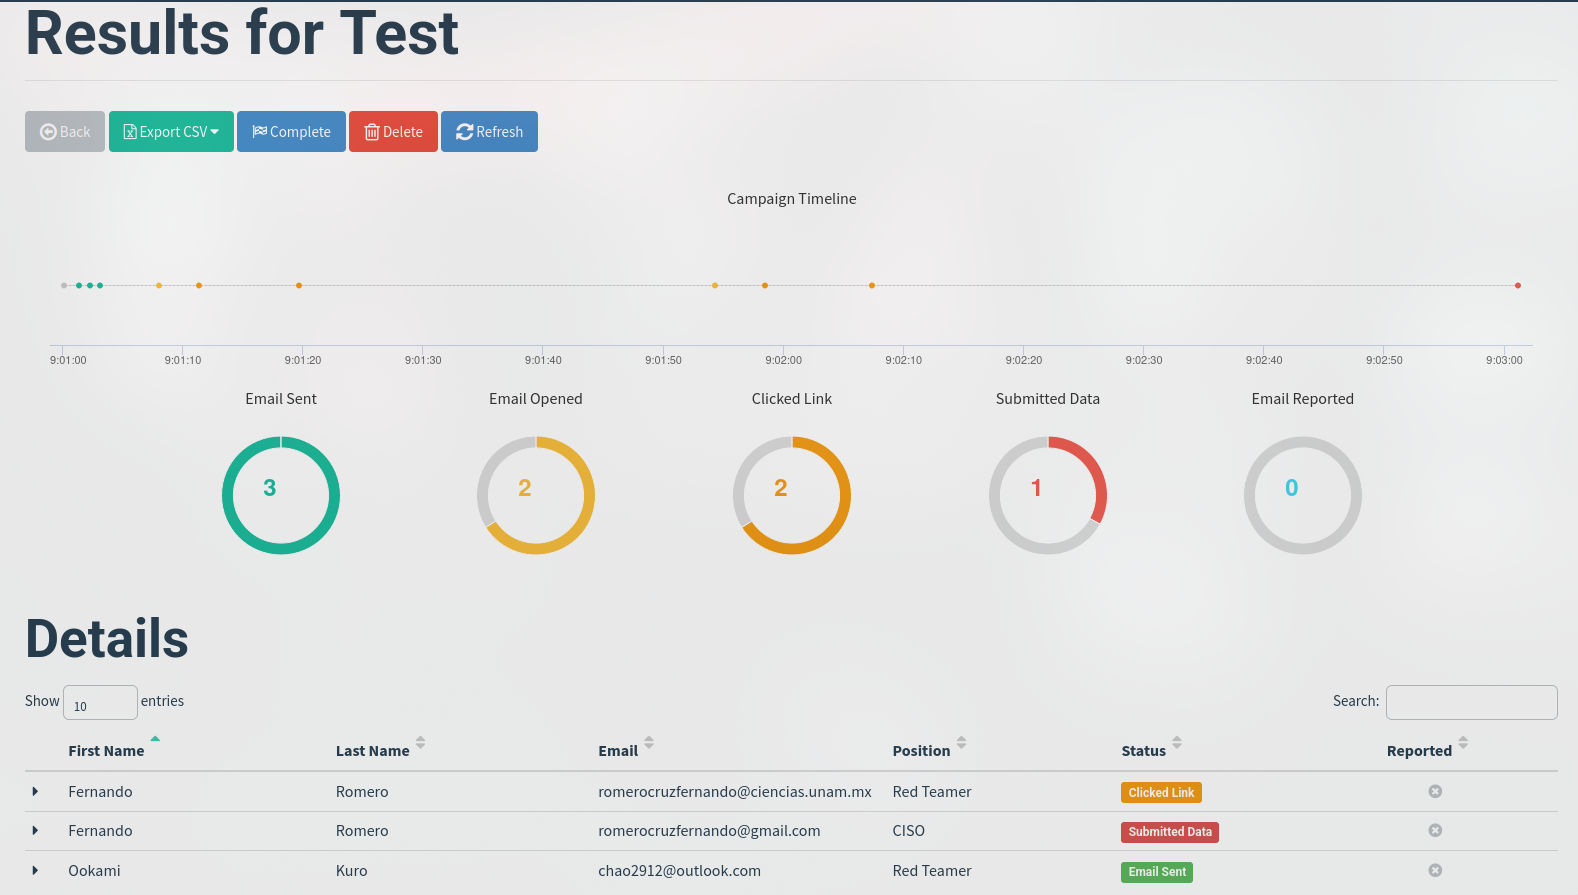 Results for Test
Back Export CSV Complete Delete Refresh
Campaign Timeline
9:01:00 9:01:10 9:01:20 9:01:30 9:01:40 9:01:50 9:02:00 9:02:10 9:02:20 9:02:30 9:02:40 9:02:50 9:03:00
Email Sent Email Opened Clicked Link Submitted Data Email Reported
3 2 2 1 0
Details
Show 10 entries Search:
First Name Last Name Email Position Status Reported
Fernando Romero romerocruzfernando@ciencias.unam.mx Red Teamer Clicked Link
Fernando Romero romerocruzfernando@gmail.com CISO Submitted Data
Ookami Kuro chao2912@outlook.com Red Teamer Email Sent